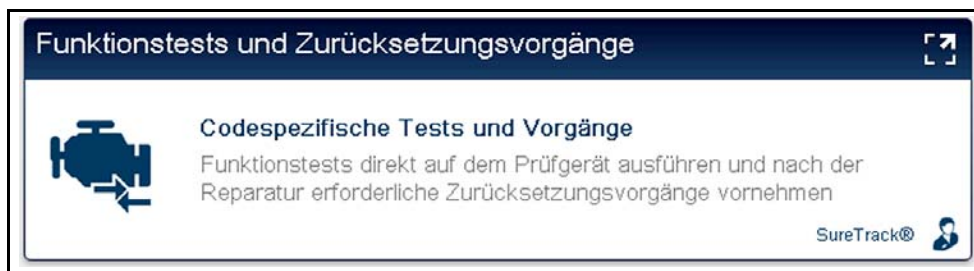 Funktionstests und Zurücksetzungsvorgänge
Codespezifische Tests und Vorgänge
Funktionstests direkt auf dem Prüfgerät ausführen und nach der
Reparatur erforderliche Zurücksetzungsvorgänge vornehmen
SureTrack®